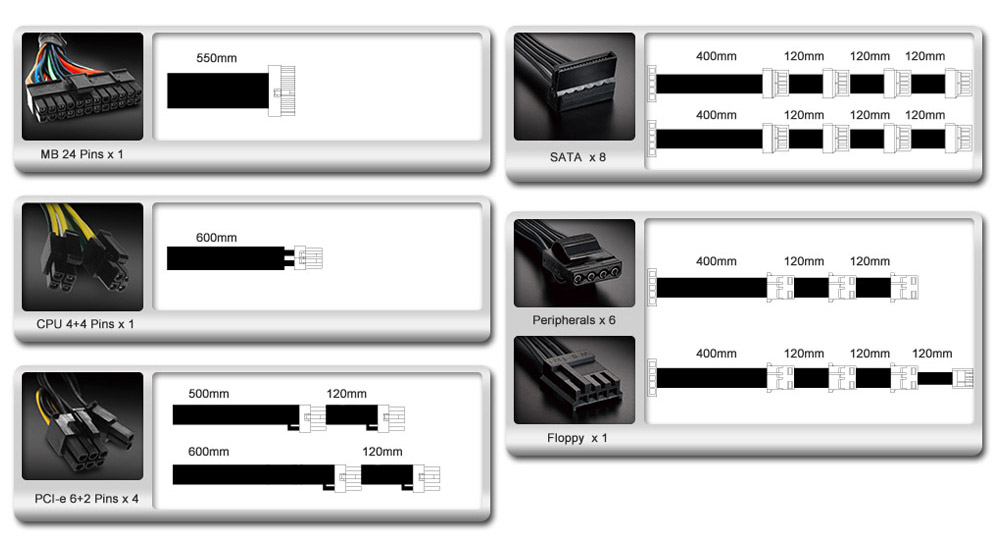 550mm
MB 24 Pins x 1
600mm
CPU 4+4 Pins x 1
500mm 120mm
600mm 120mm
PCI-e 6+2 Pins x 4
400mm 120mm 120mm 120mm
400mm 120mm 120mm 120mm
SATA x 8
400mm 120mm 120mm
Peripherals x 6
400mm 120mm 120mm 120mm
Floppy x 1